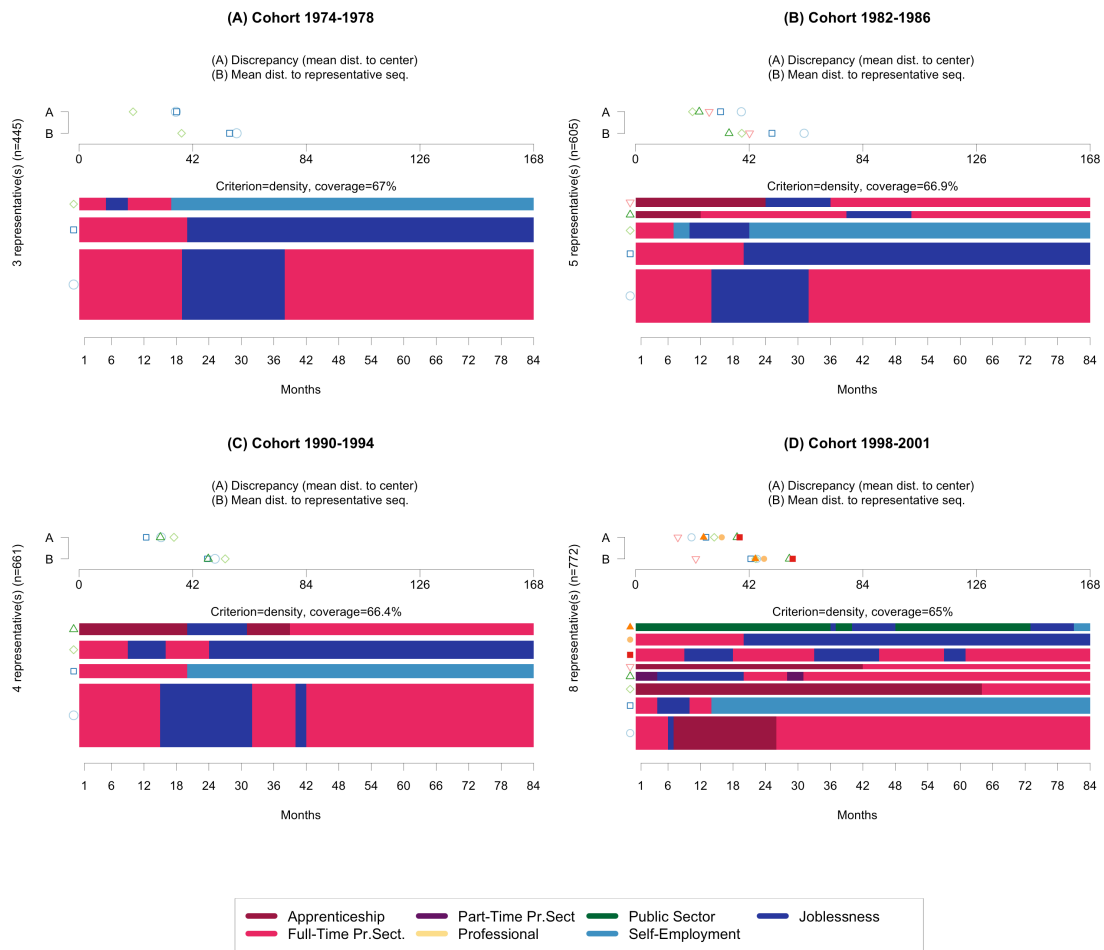 (A) Cohort 1974-1978
(A) Discrepancy (mean dist. to center)
(B) Mean dist. to representative seq.
3 representative(s) (n=445)
A
B
0 42 84 126 168
Criterion=density, coverage=67%
1 6 12 18 24 30 36 42 48 54 60 66 72 78 84
Months
(B) Cohort 1982-1986
(A) Discrepancy (mean dist. to center)
(B) Mean dist. to representative seq.
5 representative(s) (n=605)
A
B
0 42 84 126 168
Criterion=density, coverage=66.9%
1 6 12 18 24 30 36 42 48 54 60 66 72 78 84
Months
(C) Cohort 1990-1994
(A) Discrepancy (mean dist. to center)
(B) Mean dist. to representative seq.
4 representative(s) (n=661)
A
B
0 42 84 126 168
Criterion=density, coverage=66.4%
1 6 12 18 24 30 36 42 48 54 60 66 72 78 84
Months
(D) Cohort 1998-2001
(A) Discrepancy (mean dist. to center)
(B) Mean dist. to representative seq.
8 representative(s) (n=772)
A
B
0 42 84 126 168
Criterion=density, coverage=65%
1 6 12 18 24 30 36 42 48 54 60 66 72 78 84
Months
Apprenticeship Part-Time Pr.Sect Public Sector Joblessness
Full-Time Pr.Sect. Professional Self-Employment